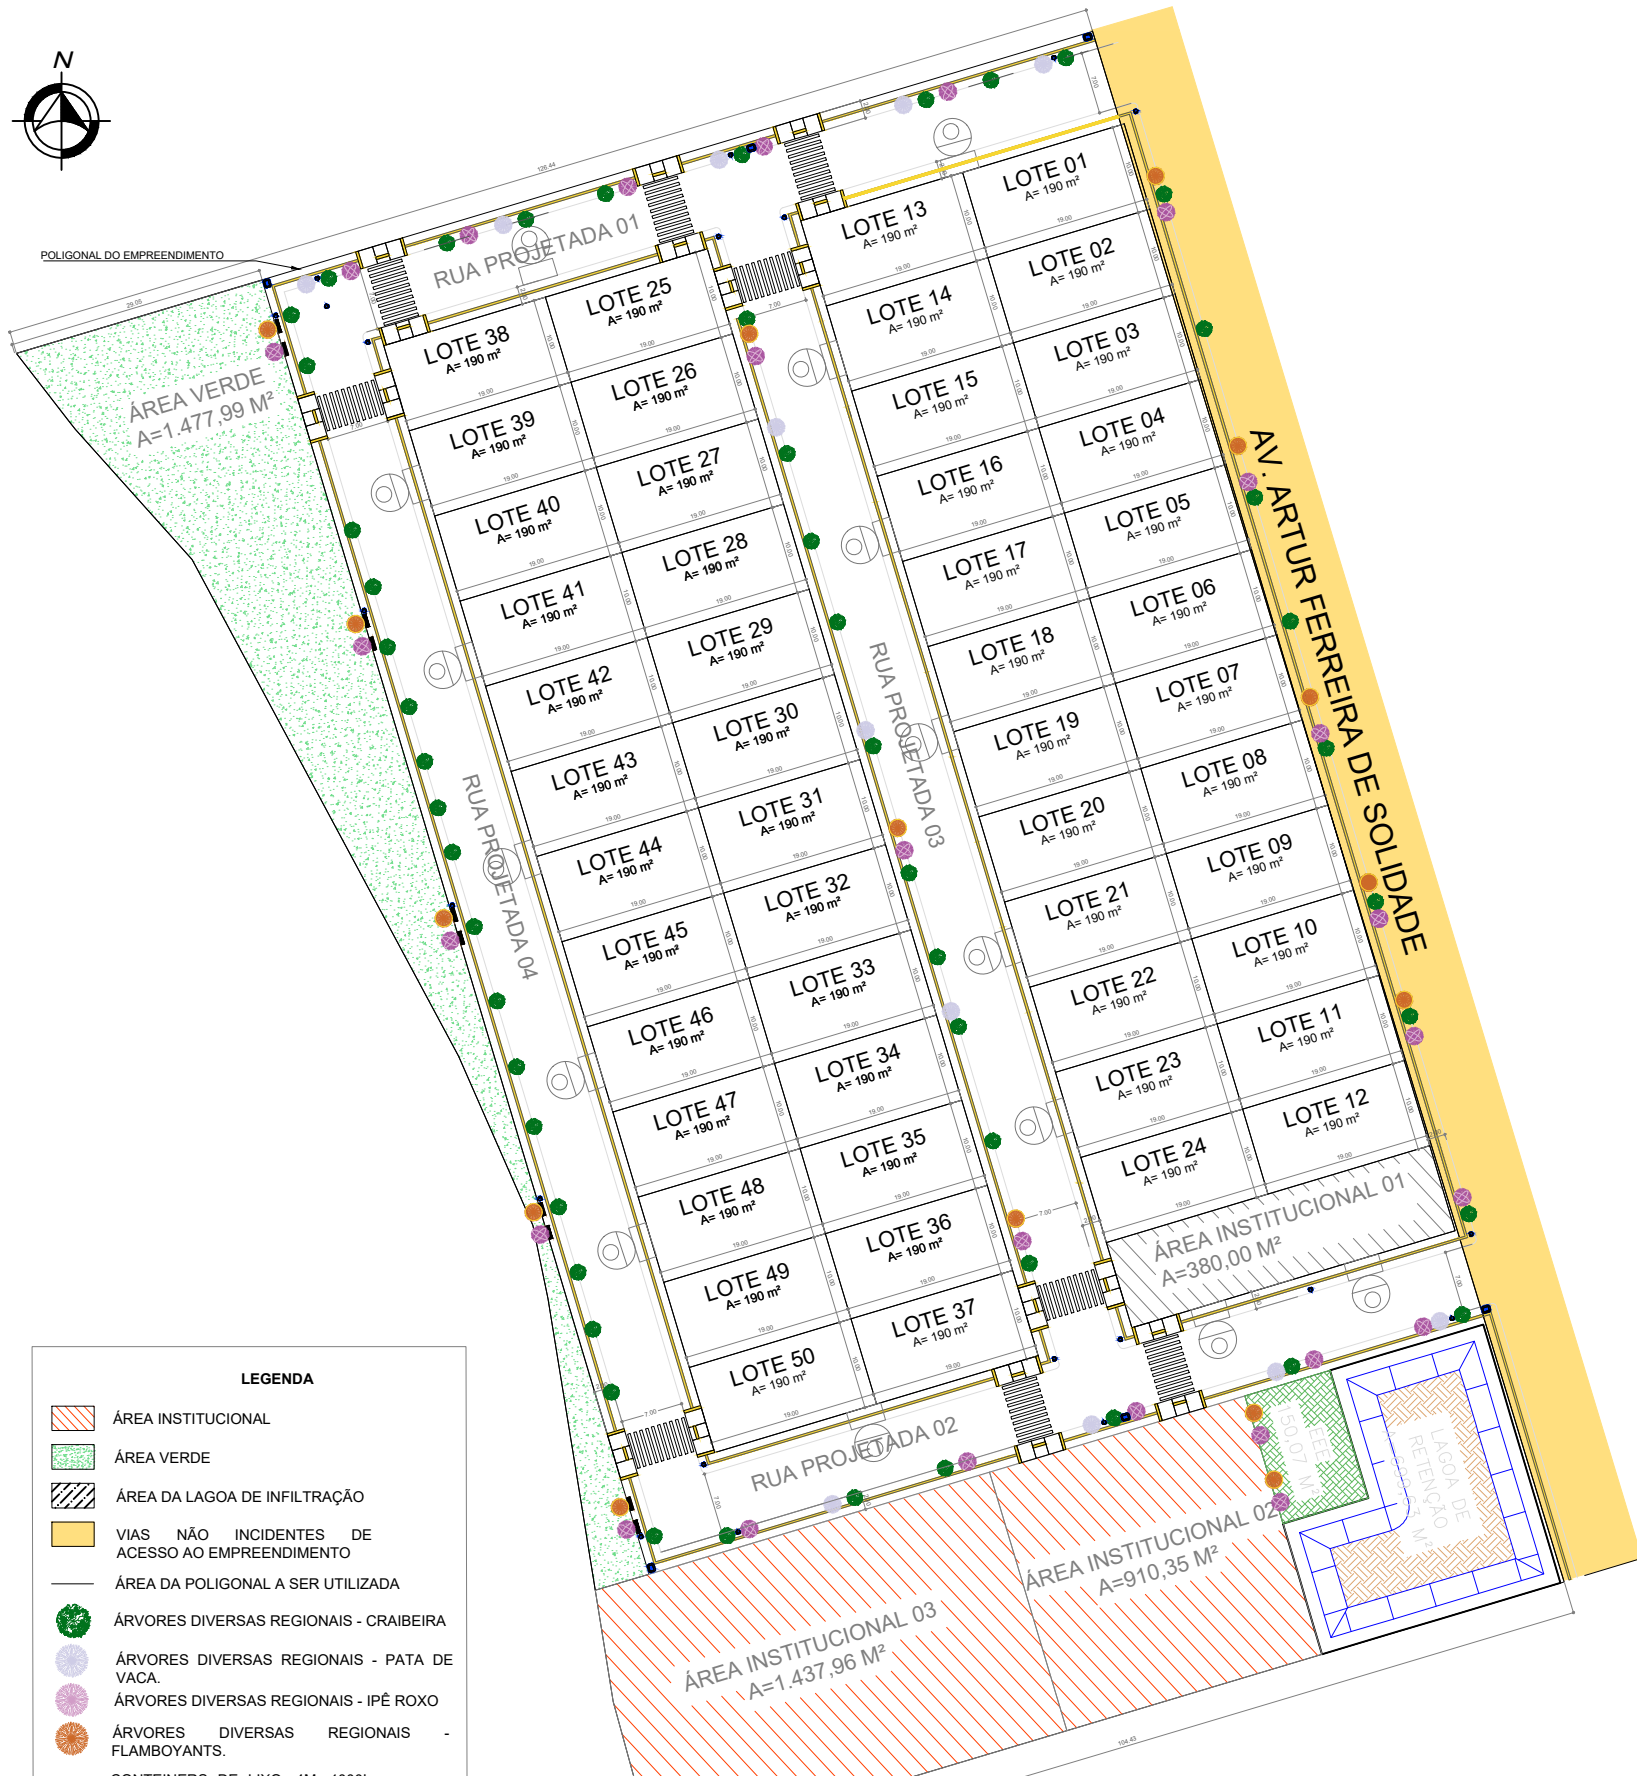 N
126.44
POLIGONAL DO EMPREENDIMENTO
29.05
RUA PROJETADA 01
ÁREA VERDE
A=1.477,99 M²
LOTE 01
A= 190 m²
LOTE 13
A= 190 m²
LOTE 02
A= 190 m²
LOTE 14
A= 190 m²
LOTE 03
A= 190 m²
LOTE 15
A= 190 m²
LOTE 04
A= 190 m²
LOTE 16
A= 190 m²
LOTE 05
A= 190 m²
LOTE 17
A= 190 m²
LOTE 06
A= 190 m²
LOTE 18
A= 190 m²
LOTE 07
A= 190 m²
LOTE 19
A= 190 m²
LOTE 08
A= 190 m²
LOTE 20
A= 190 m²
LOTE 09
A= 190 m²
LOTE 21
A= 190 m²
LOTE 10
A= 190 m²
LOTE 22
A= 190 m²
LOTE 11
A= 190 m²
LOTE 23
A= 190 m²
LOTE 12
A= 190 m²
LOTE 24
A= 190 m²
LOTE 25
A= 190 m²
LOTE 38
A= 190 m²
LOTE 26
A= 190 m²
LOTE 39
A= 190 m²
LOTE 27
A= 190 m²
LOTE 40
A= 190 m²
LOTE 28
A= 190 m²
LOTE 41
A= 190 m²
LOTE 29
A= 190 m²
LOTE 42
A= 190 m²
LOTE 30
A= 190 m²
LOTE 43
A= 190 m²
LOTE 31
A= 190 m²
LOTE 44
A= 190 m²
LOTE 32
A= 190 m²
LOTE 45
A= 190 m²
LOTE 33
A= 190 m²
LOTE 46
A= 190 m²
LOTE 34
A= 190 m²
LOTE 47
A= 190 m²
LOTE 35
A= 190 m²
LOTE 48
A= 190 m²
LOTE 36
A= 190 m²
LOTE 49
A= 190 m²
LOTE 37
A= 190 m²
LOTE 50
A= 190 m²
RUA PROJETADA 03
RUA PROJETADA 04
AV. ARTUR FERREIRA DE SOLIDADE
ÁREA INSTITUCIONAL 01
A=380,00 M²
RUA PROJETADA 02
ÁREA INSTITUCIONAL 02
A=910,35 M²
ÁREA INSTITUCIONAL 03
A=1.437,96 M²
EEE
LAGOA DE
RETENÇÃO
104.43
LEGENDA
ÁREA INSTITUCIONAL
ÁREA VERDE
ÁREA DA LAGOA DE INFILTRAÇÃO
VIAS NÃO INCIDENTES DE
ACESSO AO EMPREENDIMENTO
ÁREA DA POLIGONAL A SER UTILIZADA
ÁRVORES DIVERSAS REGIONAIS - CRAIBEIRA
ÁRVORES DIVERSAS REGIONAIS - PATA DE
VACA.
ÁRVORES DIVERSAS REGIONAIS - IPÊ ROXO
ÁRVORES DIVERSAS REGIONAIS -
FLAMBOYANTS.